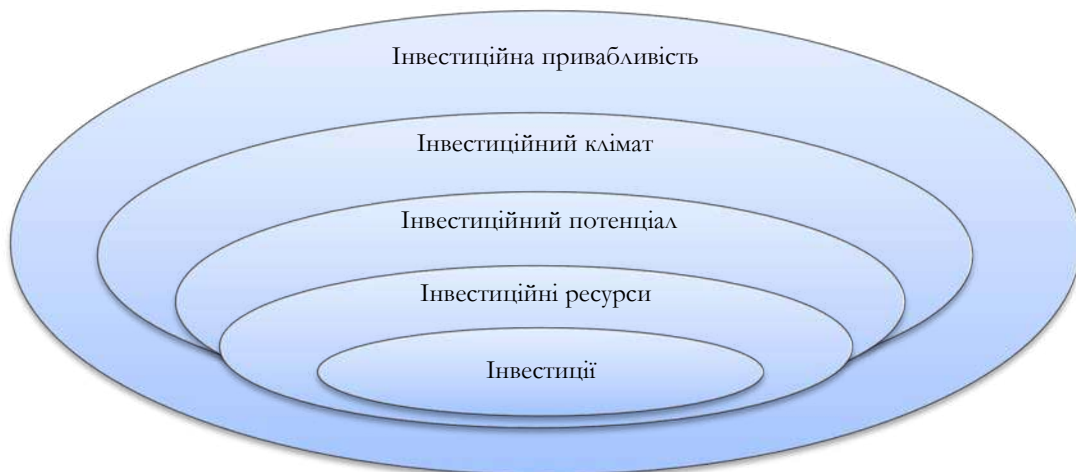 Інвестиційна привабливість
Інвестиційний клімат
Інвестиційний потенціал
Інвестиційні ресурси
Інвестиції